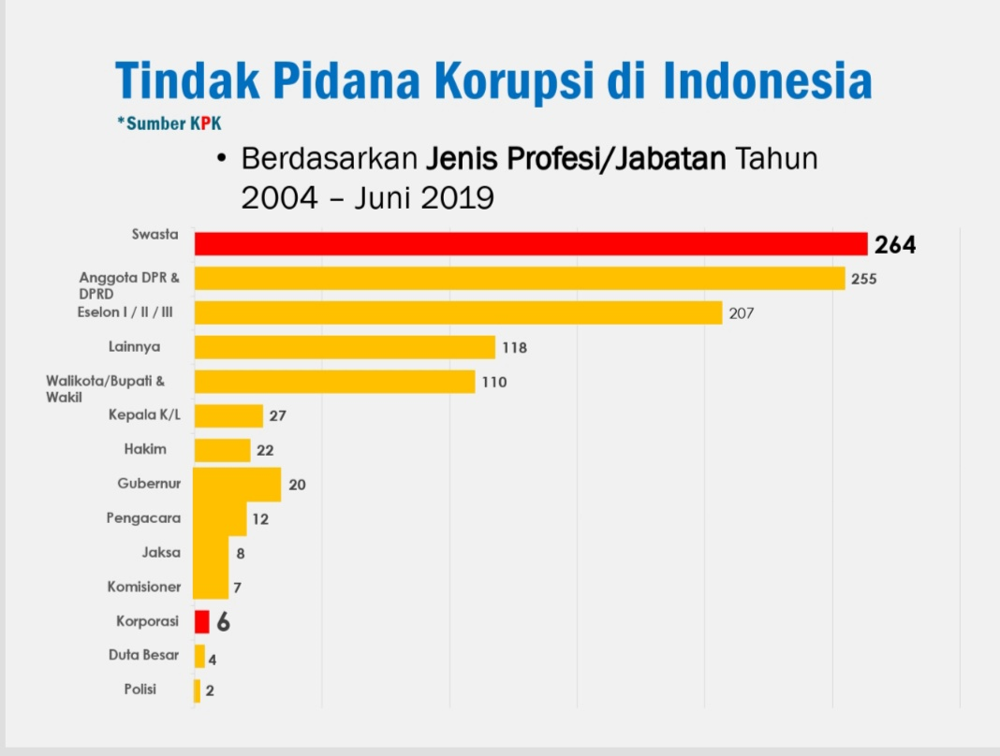 Tindak Pidana Korupsi di Indonesia
*Sumber KPK
• Berdasarkan Jenis Profesi/Jabatan Tahun
2004 – Juni 2019
Swasta 264
Anggota DPR &
DPRD 255
Eselon I / II / III 207
Lainnya 118
Walikota/Bupati &
Wakil 110
Kepala K/L 27
Hakim 22
Gubernur 20
Pengacara 12
Jaksa 8
Komisioner 7
Korporasi 6
Duta Besar 4
Polisi 2